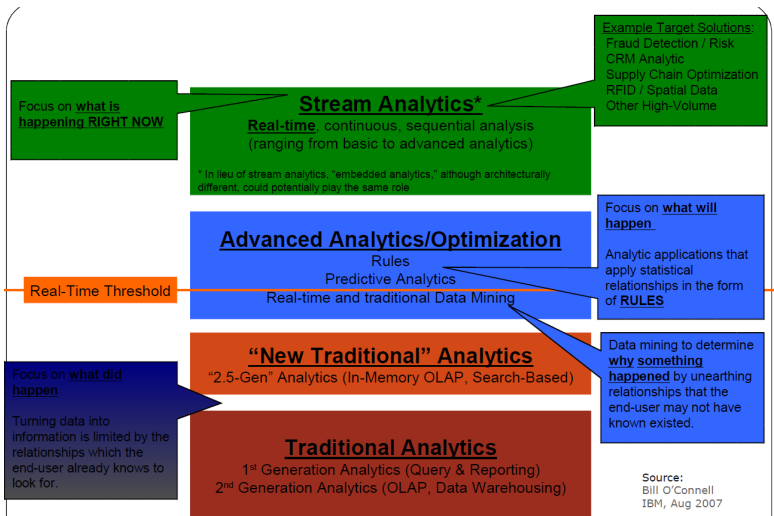 Example Target Solutions:
Fraud Detection / Risk
CRM Analytic
Supply Chain Optimization
RFID / Spatial Data
Other High-Volume
Focus on what is
happening RIGHT NOW
Stream Analytics*
Real-time, continuous, sequential analysis
(ranging from basic to advanced analytics)
* In lieu of stream analytics, “embedded analytics,” although architecturally
different, could potentially play the same role
Focus on what will
happen
Analytic applications that
apply statistical
relationships in the form
of RULES
Advanced Analytics/Optimization
Rules
Predictive Analytics
Real-time and traditional Data Mining
Real-Time Threshold
“New Traditional” Analytics
“2.5-Gen” Analytics (In-Memory OLAP, Search-Based)
Data mining to determine
why something
happened by unearthing
relationships that the
end-user may not have
known existed.
Focus on what did
happen
Turning data into
information is limited by the
relationships which the
end-user already knows to
look for.
Traditional Analytics
1st Generation Analytics (Query & Reporting)
2nd Generation Analytics (OLAP, Data Warehousing)
Source:
Bill O’Connell
IBM, Aug 2007